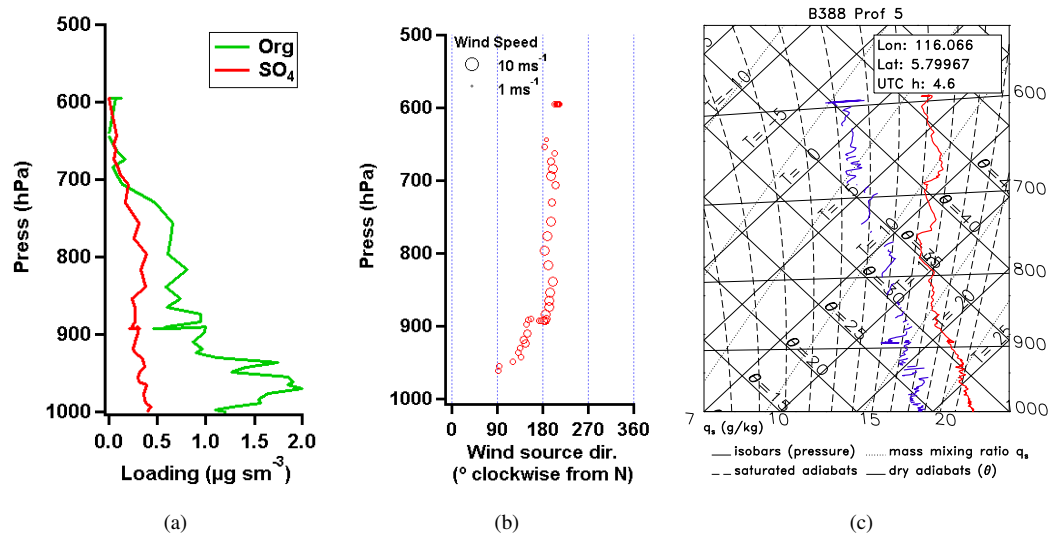 500
600
700
800
900
1000
Press (hPa)
Org
SO₄
0.0
0.5
1.0
1.5
2.0
Loading (µg sm⁻³)
(a)
500
600
700
800
900
1000
Press (hPa)
Wind Speed
10 ms⁻¹
1 ms⁻¹
0
90
180
270
360
Wind source dir.
(º clockwise from N)
(b)
B388 Prof 5
Lon: 116.066
Lat: 5.79967
UTC h: 4.6
600
700
800
900
1000
T=-10
T=-5
T= 0
θ=40
θ=35
T= 20
T=25
θ=25
θ=20
θ=15
7
10
15
20
qₛ (g/kg)
isobars (pressure)
mass mixing ratio qₛ
saturated adiabats
dry adiabats (θ)
(c)